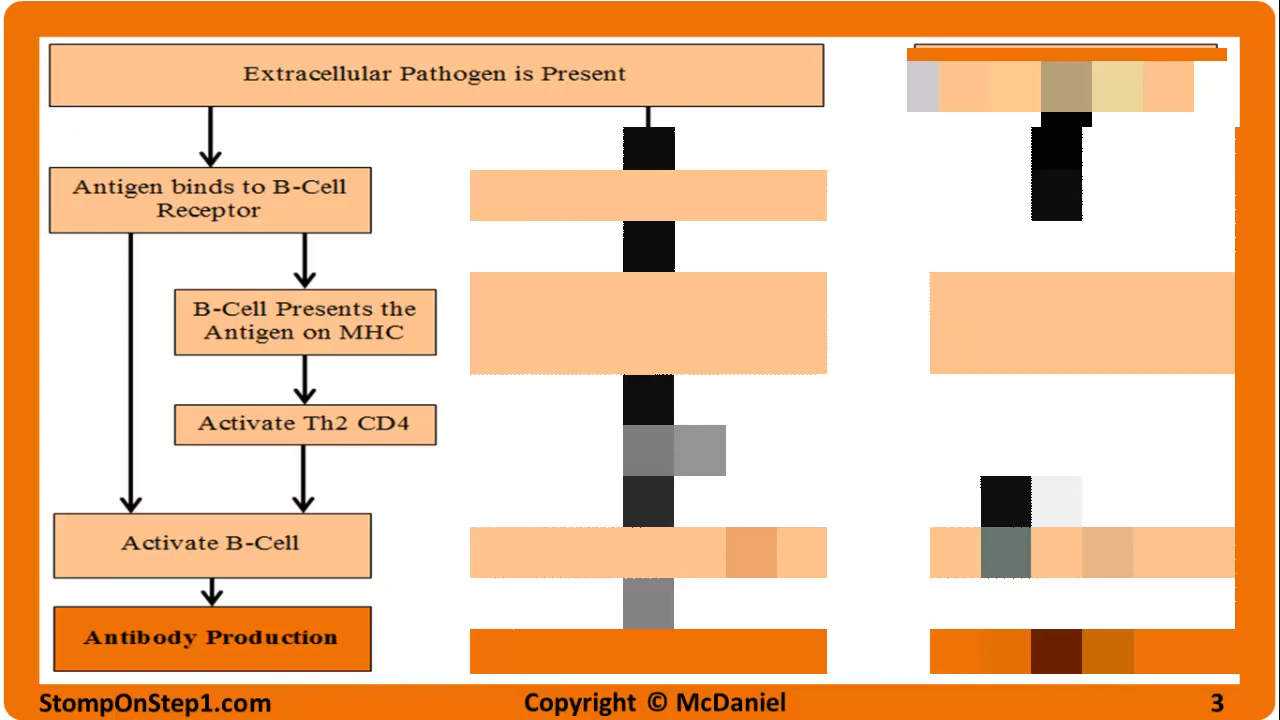 Extracellular Pathogen is Present
Antigen binds to B-Cell
Receptor
B-Cell Presents the
Antigen on MHC
Activate Th2 CD4
Activate B-Cell
Antibody Production
StompOnStep1.com
Copyright © McDaniel
3